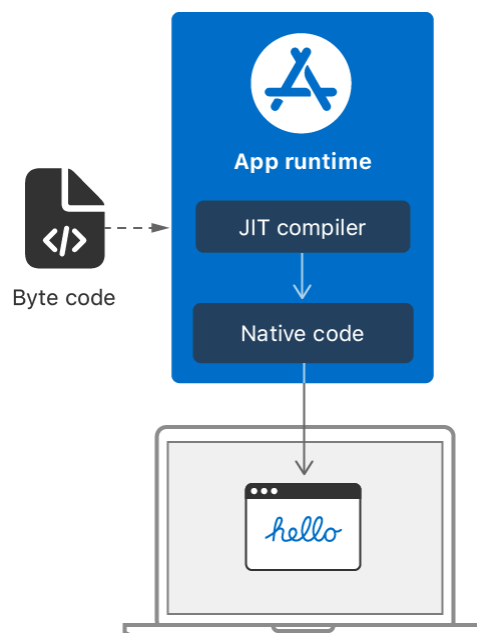 App runtime
</>
Byte code
JIT compiler
Native code
hello